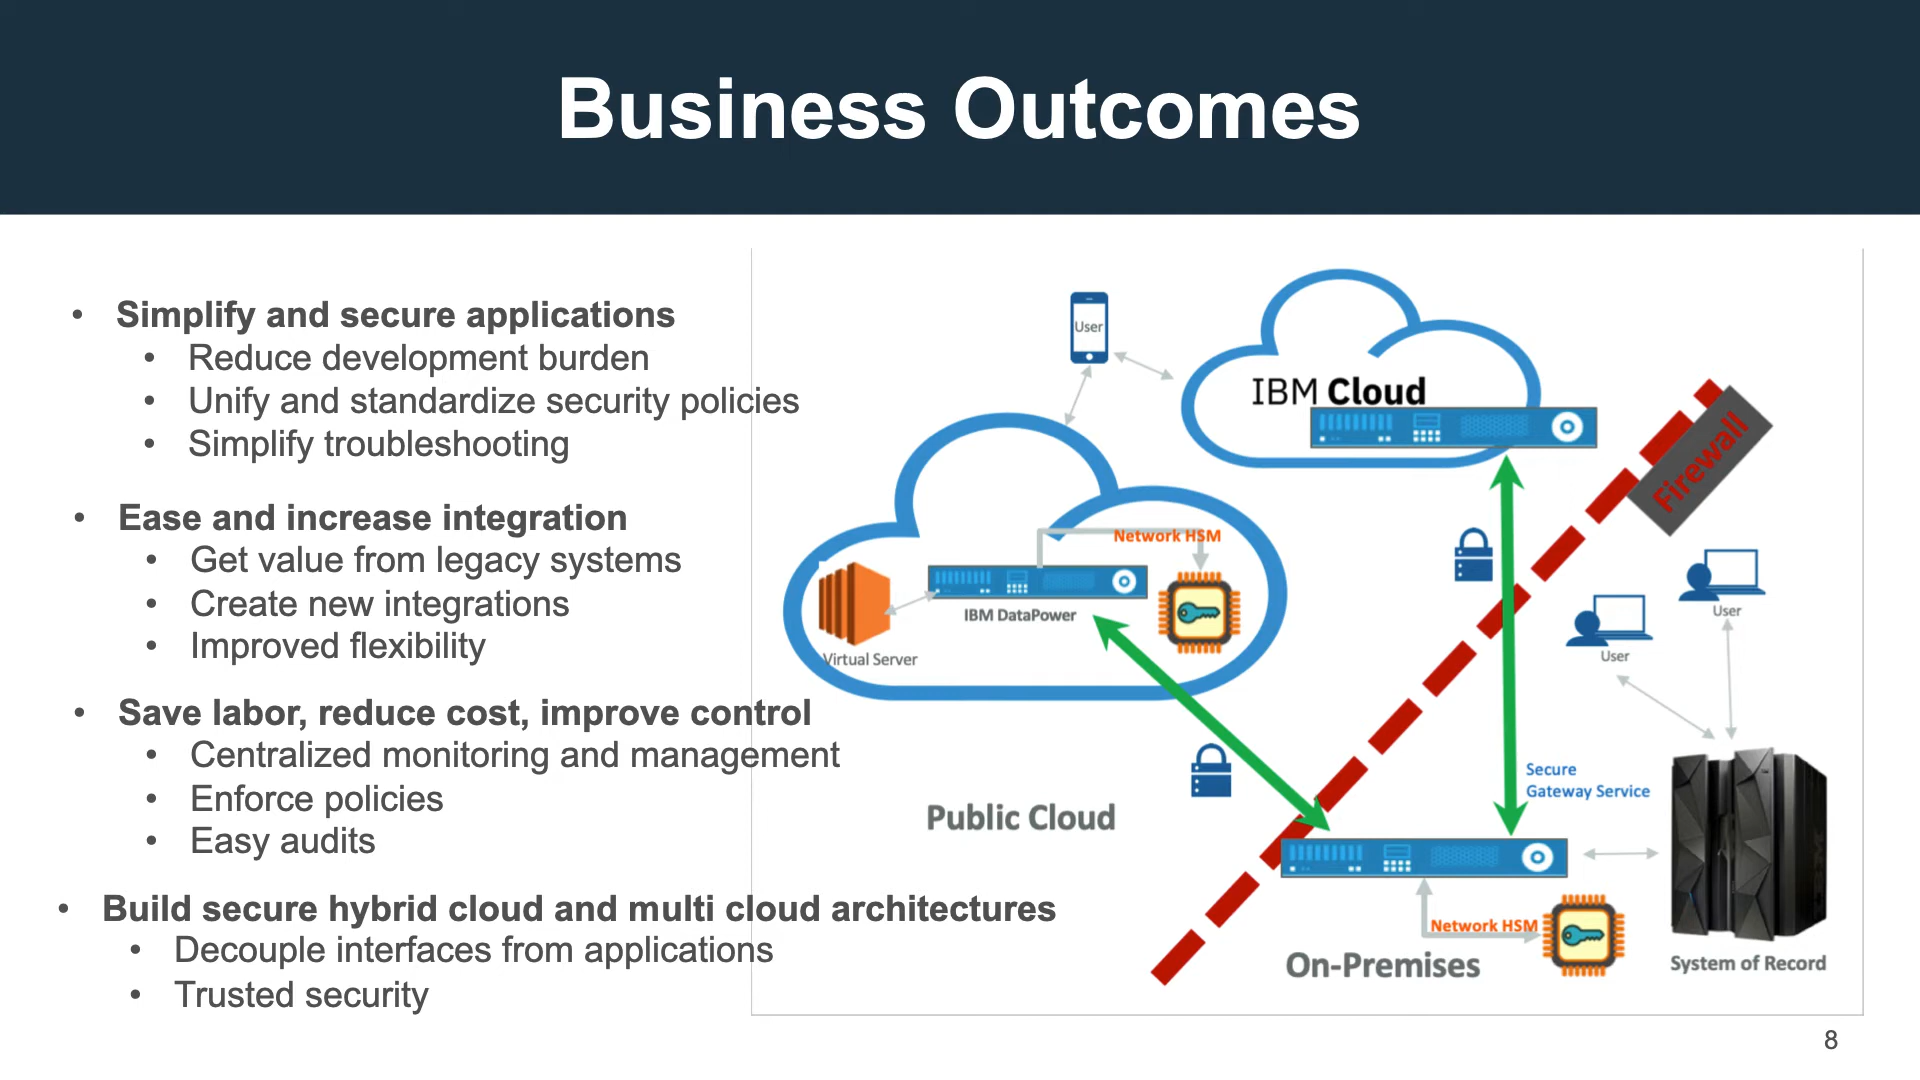 Business Outcomes
• Simplify and secure applications
• Reduce development burden
• Unify and standardize security policies
• Simplify troubleshooting
• Ease and increase integration
• Get value from legacy systems
• Create new integrations
• Improved flexibility
• Save labor, reduce cost, improve control
• Centralized monitoring and management
• Enforce policies
• Easy audits
• Build secure hybrid cloud and multi cloud architectures
• Decouple interfaces from applications
• Trusted security
User
IBM Cloud
Firewall
Network HSM
IBM DataPower
Virtual Server
User
User
Secure
Gateway Service
Public Cloud
Network HSM
On-Premises
System of Record
8